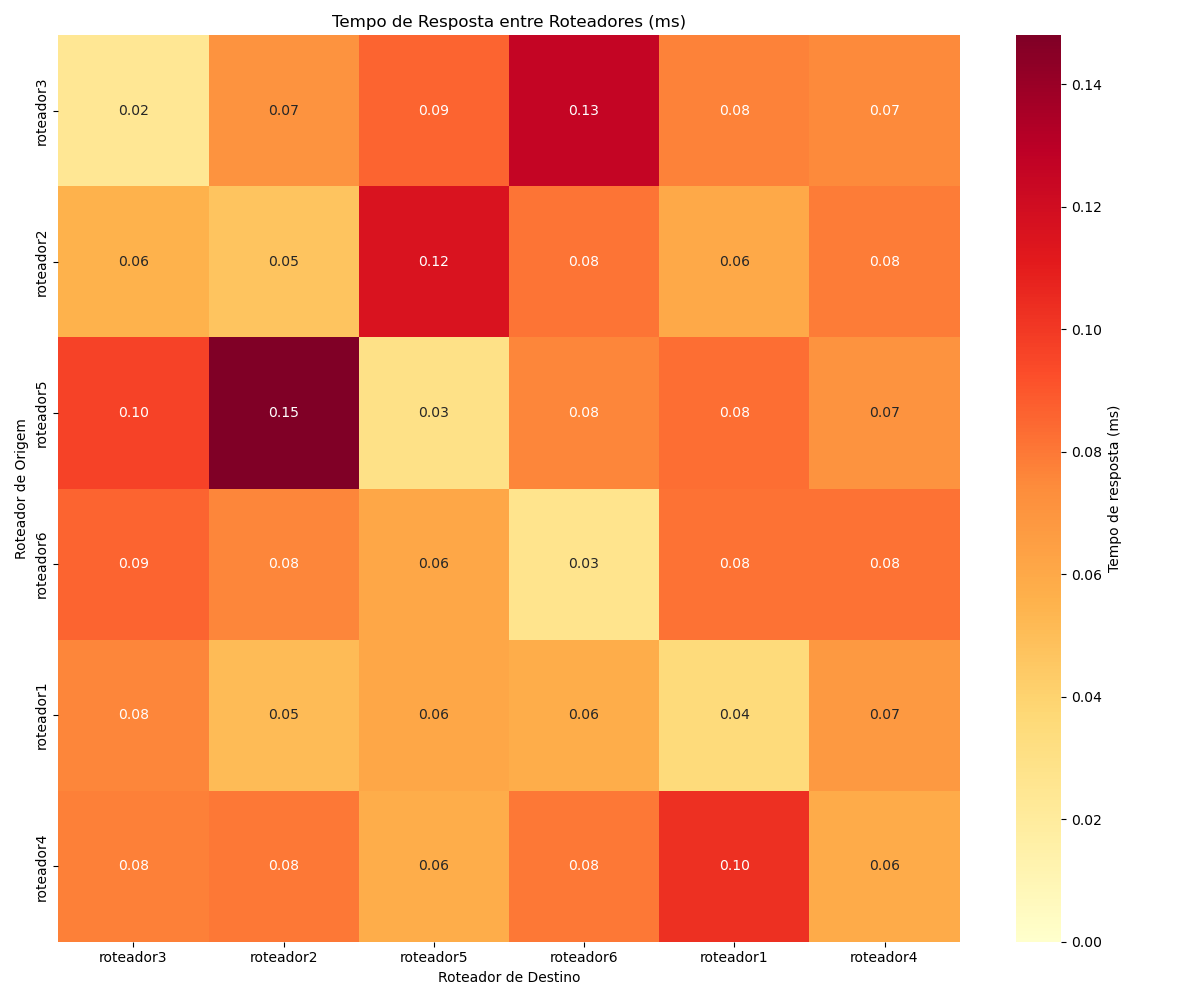 Tempo de Resposta entre Roteadores (ms)
Roteador de Origem
roteador3
0.02 0.07 0.09 0.13 0.08 0.07
roteador2
0.06 0.05 0.12 0.08 0.06 0.08
roteador5
0.10 0.15 0.03 0.08 0.08 0.07
roteador6
0.09 0.08 0.06 0.03 0.08 0.08
roteador1
0.08 0.05 0.06 0.06 0.04 0.07
roteador4
0.08 0.08 0.06 0.08 0.10 0.06
roteador3 roteador2 roteador5 roteador6 roteador1 roteador4
Roteador de Destino
0.14
0.12
0.10
0.08
0.06
0.04
0.02
0.00
Tempo de resposta (ms)